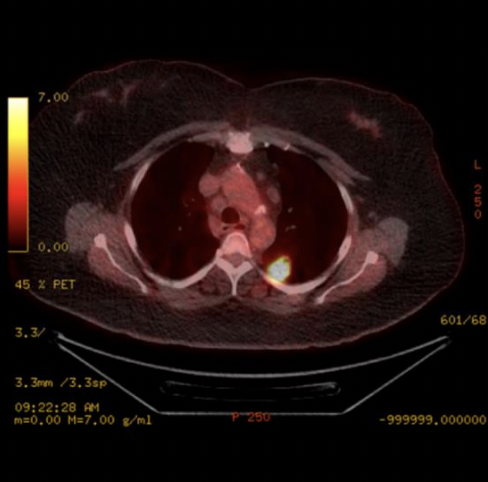 7.00
0.00
45 % PET
L 250
3.3/
601/68
3.3mm /3.3sp
09:22:28 AM
m=0.00 M=7.00 g/ml
P 250
-999999.000000